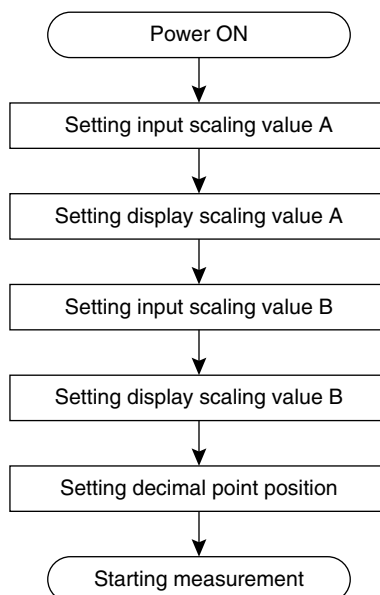 Power ON
Setting input scaling value A
Setting display scaling value A
Setting input scaling value B
Setting display scaling value B
Setting decimal point position
Starting measurement